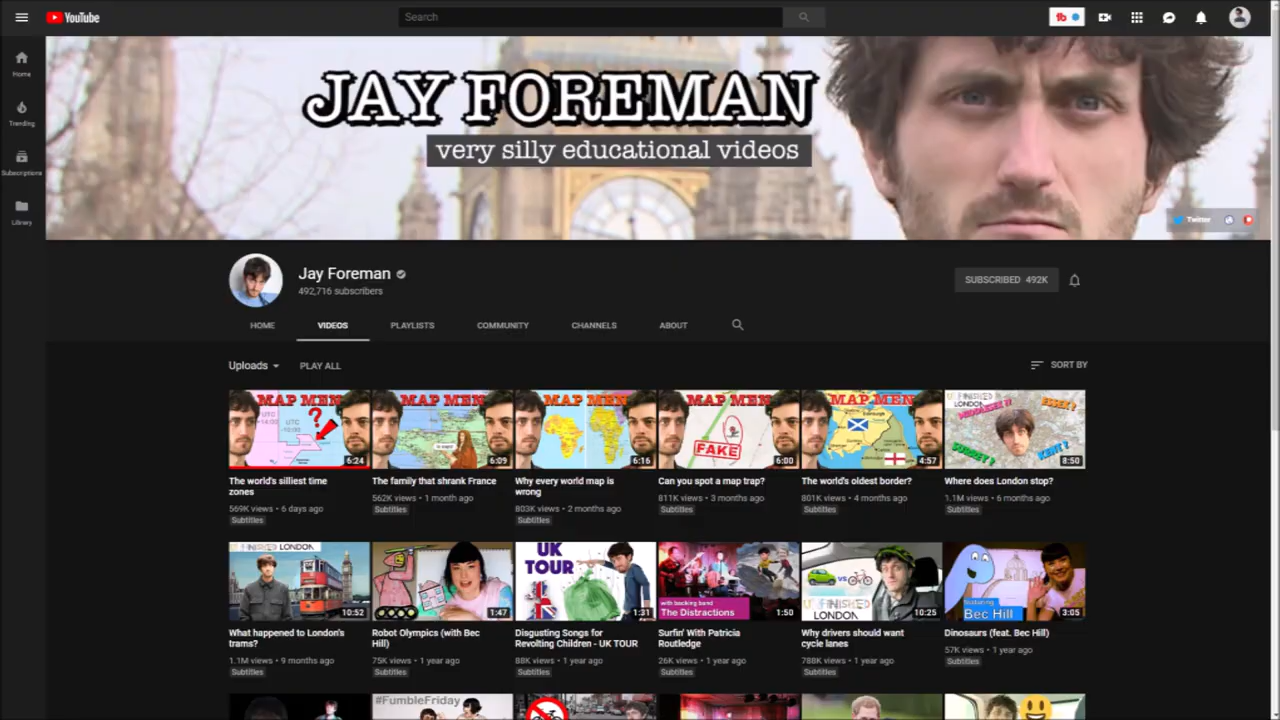 YouTube
Search
Home
Trending
Subscriptions
Library
JAY FOREMAN
very silly educational videos
Twitter
Jay Foreman
492,716 subscribers
SUBSCRIBED 492K
HOME
VIDEOS
PLAYLISTS
COMMUNITY
CHANNELS
ABOUT
Uploads
PLAY ALL
SORT BY
MAP MEN
UTC
-10:00
?!
6:24
MAP MEN
6:09
MAP MEN
6:16
MAP MEN
FAKE
6:00
MAP MEN
Edinburgh
4:57
LONDON
MIDDLESEX?
ESSEX?
SURREY?
KENT?
8:50
The world's silliest time
zones
569K views • 6 days ago
Subtitles
The family that shrank France
562K views • 1 month ago
Subtitles
Why every world map is
wrong
803K views • 2 months ago
Subtitles
Can you spot a map trap?
811K views • 3 months ago
Subtitles
The world's oldest border?
801K views • 4 months ago
Subtitles
Where does London stop?
1.1M views • 6 months ago
LONDON
10:52
1:47
UK
TOUR
1:31
with backing band
The Distractions
1:50
VS
LONDON
10:25
featuring
Bec Hill
3:05
What happened to London's
trams?
1.1M views • 9 months ago
Subtitles
Robot Olympics (with Bec
Hill)
75K views • 1 year ago
Subtitles
Disgusting Songs for
Revolting Children - UK TOUR
88K views • 1 year ago
Subtitles
Surfin' With Patricia
Routledge
26K views • 1 year ago
Subtitles
Why drivers should want
cycle lanes
788K views • 1 year ago
Subtitles
Dinosaurs (feat. Bec Hill)
57K views • 1 year ago
Subtitles
#FumbleFriday